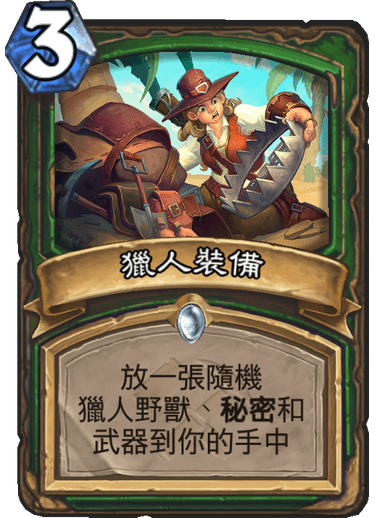 3
獵人裝備
放一張隨機
獵人野獸、秘密和
武器到你的手中